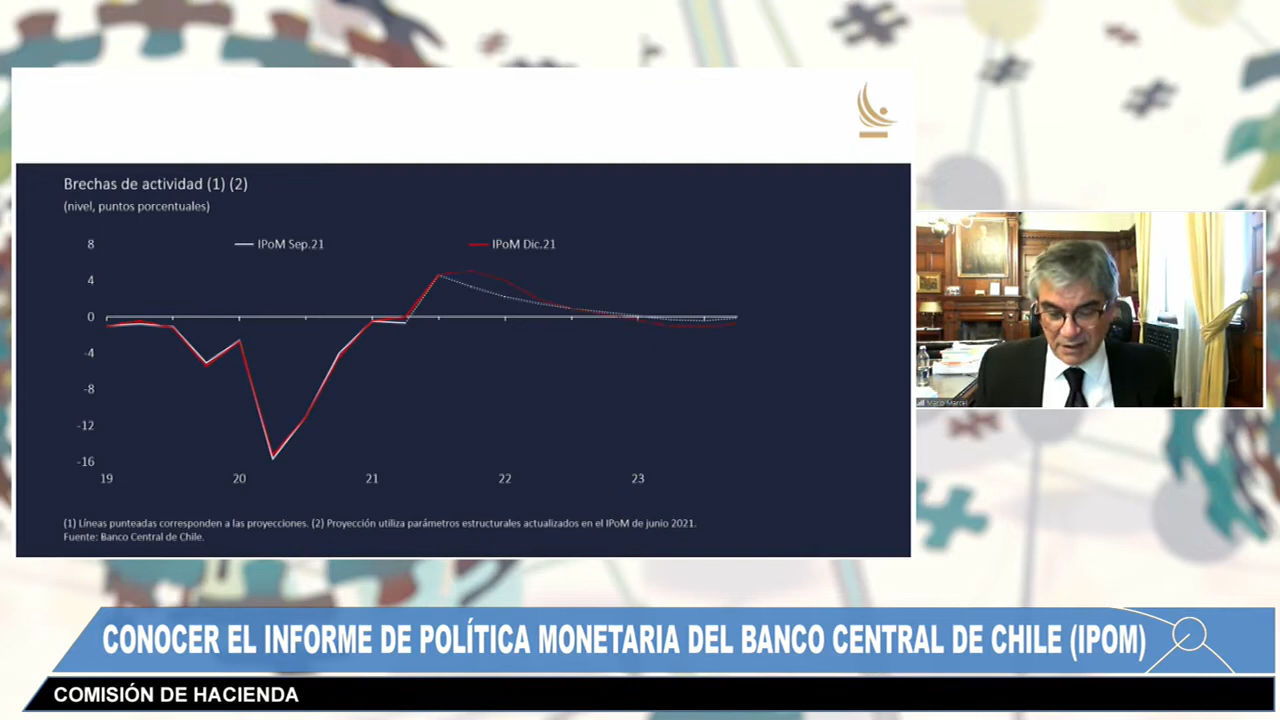 Brechas de actividad (1) (2)
(nivel, puntos porcentuales)
IPoM Sep.21
IPoM Dic.21
8
4
0
-4
-8
-12
-16
19
20
21
22
23
(1) Líneas punteadas corresponden a las proyecciones. (2) Proyección utiliza parámetros estructurales actualizados en el IPoM de junio 2021.
Fuente: Banco Central de Chile.
Mario Marcel
CONOCER EL INFORME DE POLÍTICA MONETARIA DEL BANCO CENTRAL DE CHILE (IPOM)
COMISIÓN DE HACIENDA